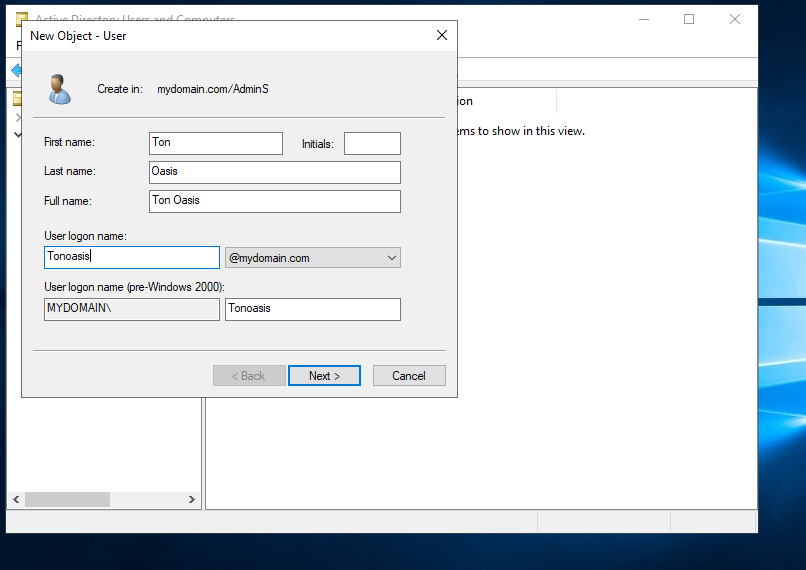 Active Directory Users and Computers
New Object - User
F
Create in: mydomain.com/AdminS
ion
First name: Ton Initials:
ems to show in this view.
Last name: Oasis
Full name: Ton Oasis
User logon name:
Tonoasis @mydomain.com
User logon name (pre-Windows 2000):
MYDOMAIN\ Tonoasis
< Back Next > Cancel